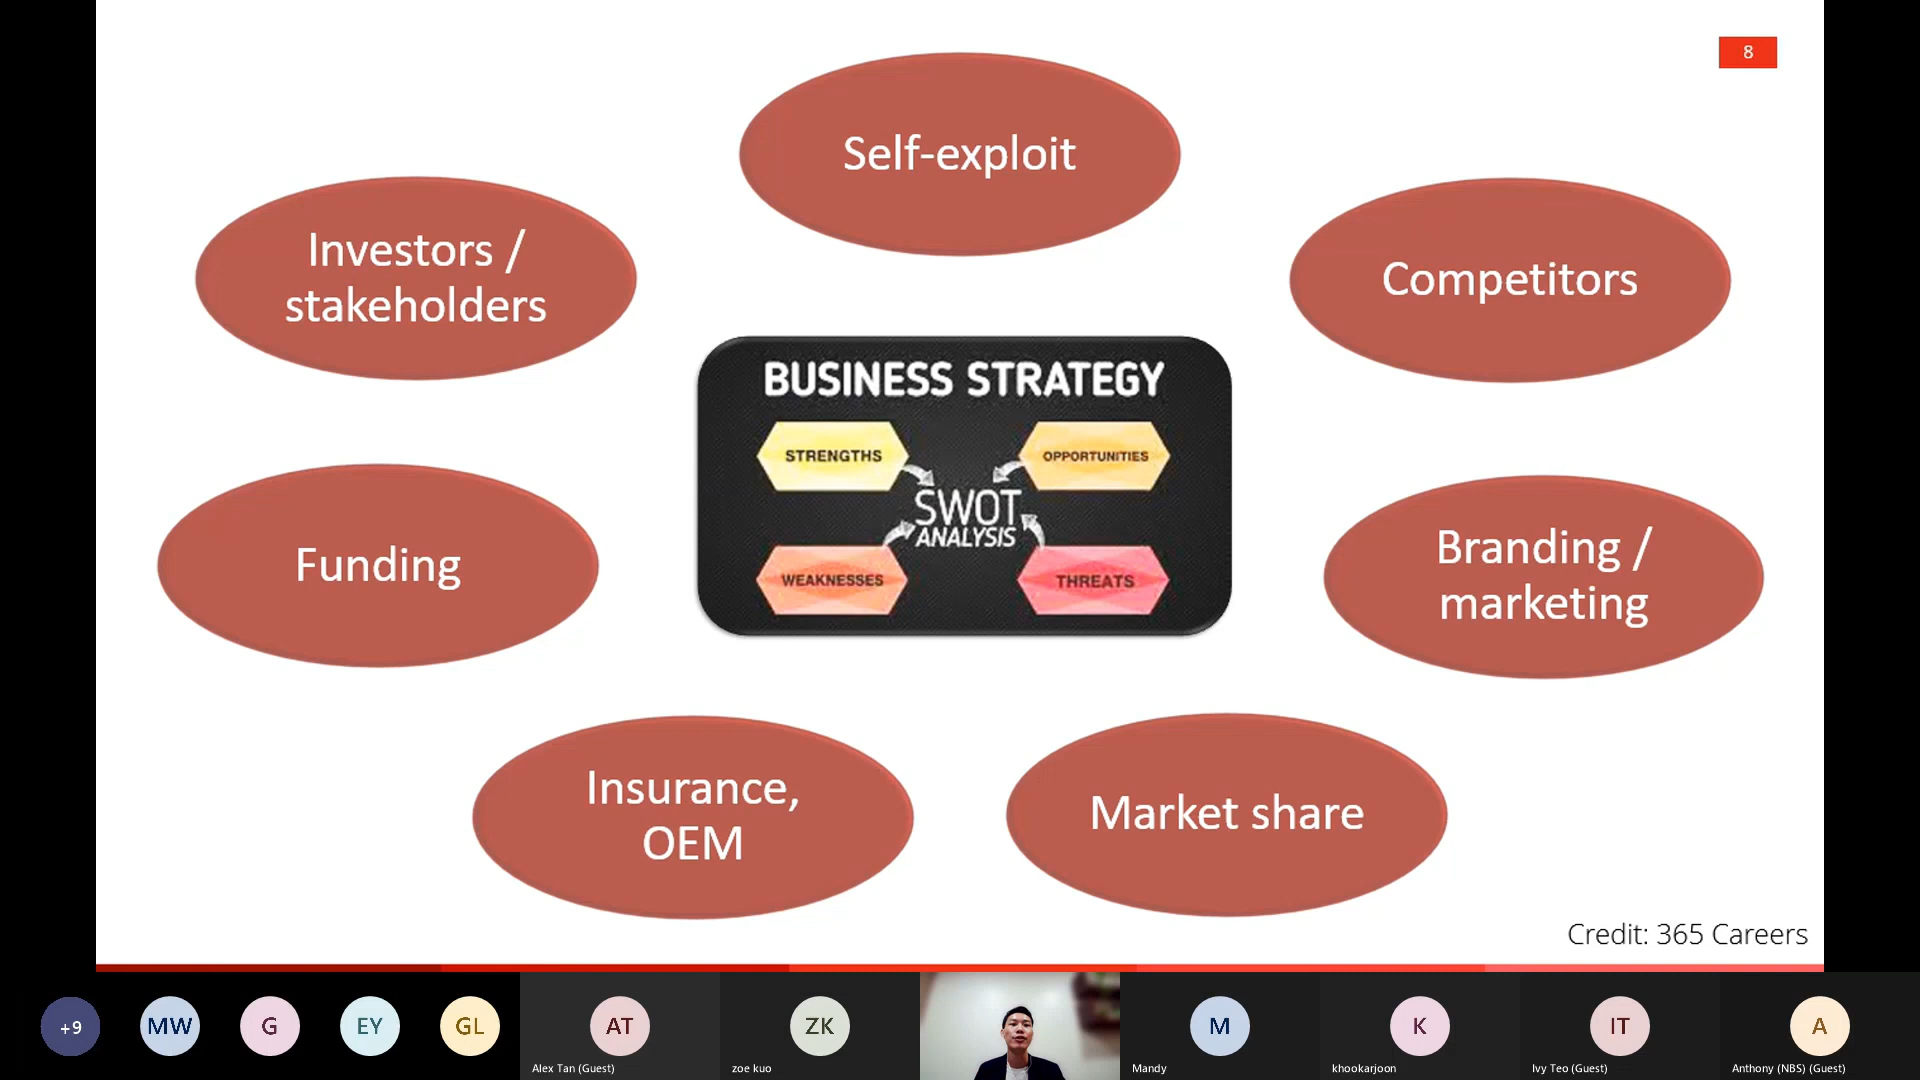 8
Self-exploit
Investors /
stakeholders
Competitors
BUSINESS STRATEGY
STRENGTHS
OPPORTUNITIES
SWOT
ANALYSIS
WEAKNESSES
THREATS
Funding
Branding /
marketing
Insurance,
OEM
Market share
Credit: 365 Careers
+9
MW
G
EY
GL
AT
ZK
M
K
IT
A
Alex Tan (Guest)
zoe kuo
Mandy
khookarjoon
Ivy Teo (Guest)
Anthony (NBS) (Guest)